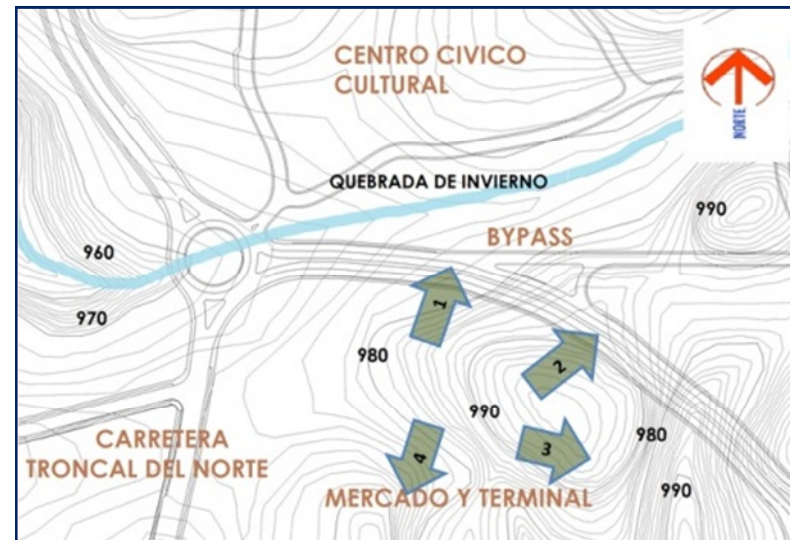 CENTRO CIVICO
CULTURAL
NORTE
QUEBRADA DE INVIERNO
990
BYPASS
960
970
1
980
2
990
3
980
4
CARRETERA
TRONCAL DEL NORTE
990
MERCADO Y TERMINAL